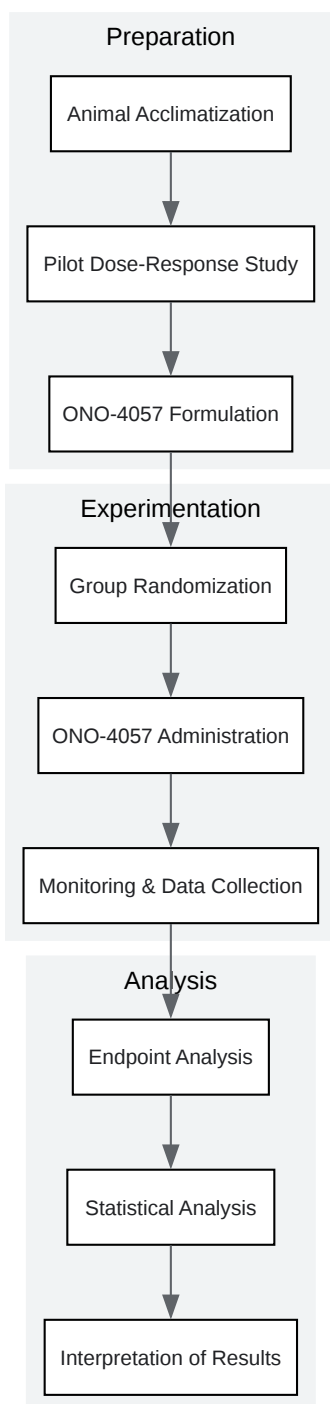 Preparation
Animal Acclimatization
Pilot Dose-Response Study
ONO-4057 Formulation
Experimentation
Group Randomization
ONO-4057 Administration
Monitoring & Data Collection
Analysis
Endpoint Analysis
Statistical Analysis
Interpretation of Results